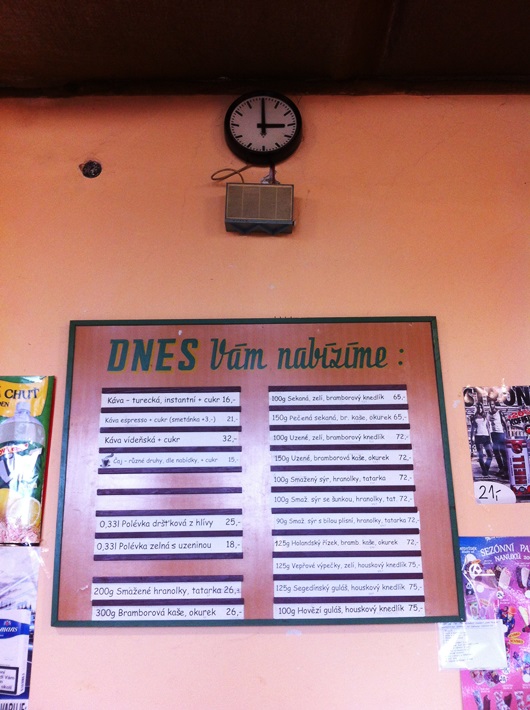 DNES Vám nabízíme :
Káva - turecká, instantní + cukr 16,-
Káva espresso + cukr (smetánka +3,-) 21,-
Káva vídeňská + cukr 32,-
Čaj - různé druhy, dle nabídky, + cukr 15,-
0,33l Polévka dršťková z hlívy 25,-
0,33l Polévka zelná s uzeninou 18,-
200g Smažené hranolky, tatarka 26,-
300g Bramborová kaše, okurek 26,-
100g Sekaná, zelí, bramborový knedlík 65,-
150g Pečená sekaná, br. kaše, okurek 65,-
100g Uzené, zelí, bramborový knedlík 72,-
150g Uzené, bramborová kaše, okurek 72,-
100g Smažený sýr, hranolky, tatarka 72,-
100g Smaž. sýr se šunkou, hranolky, tat 72,-
90g Smaž. sýr s bílou plísní, hranolky, tatarka 72,-
125g Holandský řízek, bramb. kaše, okurek 72,-
125g Vepřové výpečky, zelí, houskový knedlík 75,-
125g Segedínský guláš, houskový knedlík 75,-
100g Hovězí guláš, houskový knedlík 75,-
CHUŤ
21,-
SEZÓNNÍ
NANUKŮ